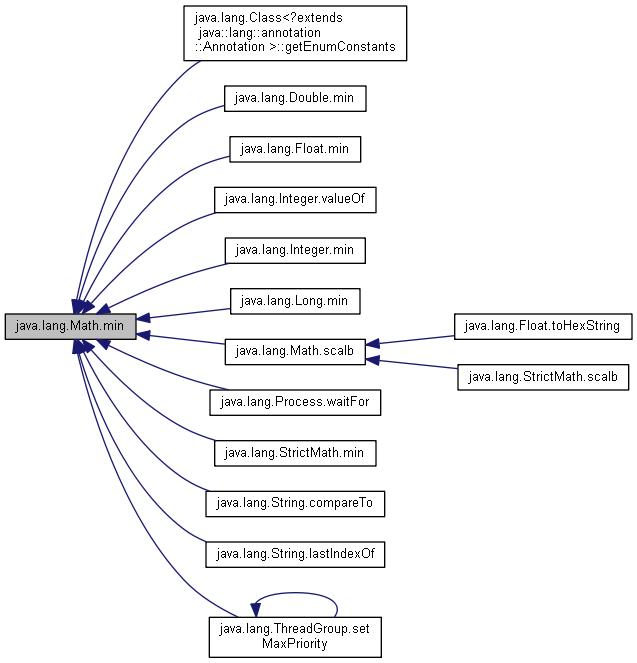 java.lang.Class<?extends
java::lang::annotation
::Annotation >::getEnumConstants
java.lang.Double.min
java.lang.Float.min
java.lang.Integer.valueOf
java.lang.Integer.min
java.lang.Long.min
java.lang.Math.min
java.lang.Math.scalb
java.lang.Float.toHexString
java.lang.StrictMath.scalb
java.lang.Process.waitFor
java.lang.StrictMath.min
java.lang.String.compareTo
java.lang.String.lastIndexOf
java.lang.ThreadGroup.set
MaxPriority